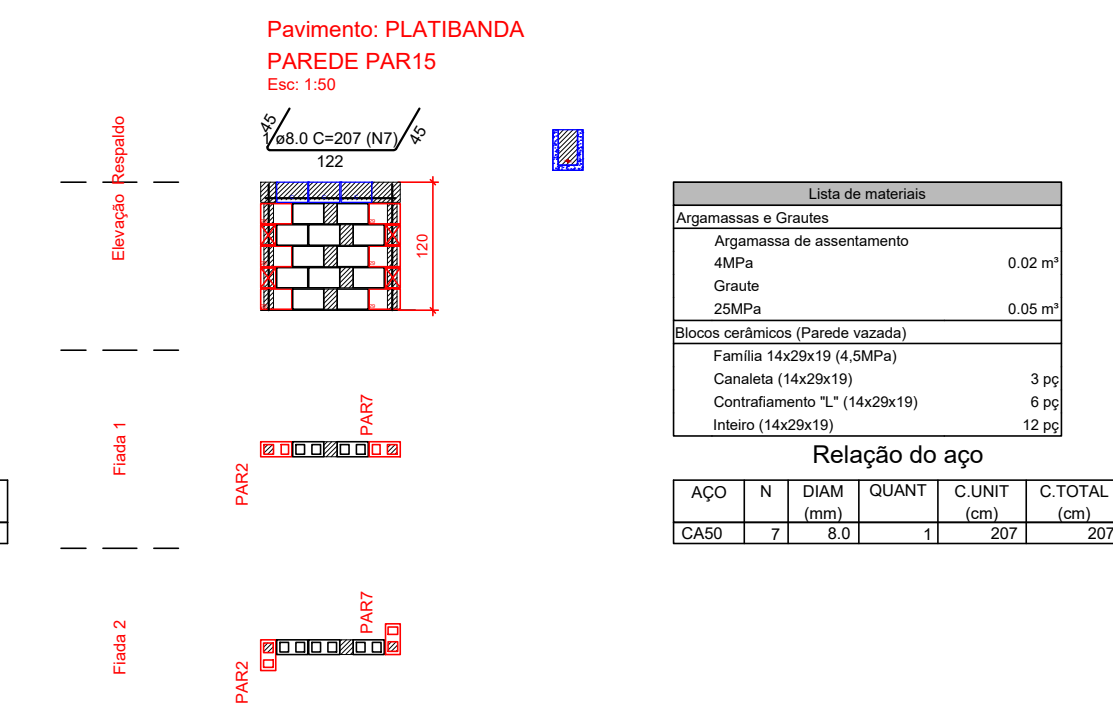 Pavimento: PLATIBANDA
PAREDE PAR15
Esc: 1:50
Respaldo
45
1 ø8.0 C=207 (N7)
45
122
Elevação
120
Fiada 1
PAR2
PAR7
Fiada 2
PAR2
PAR7
Lista de materiais
Argamassas e Grautes
Argamassa de assentamento
4MPa 0.02 m³
Graute
25MPa 0.05 m³
Blocos cerâmicos (Parede vazada)
Família 14x29x19 (4,5MPa)
Canaleta (14x29x19) 3 pç
Contrafiamento "L" (14x29x19) 6 pç
Inteiro (14x29x19) 12 pç
Relação do aço
AÇO N DIAM QUANT C.UNIT C.TOTAL
(mm) (cm) (cm)
CA50 7 8.0 1 207 207